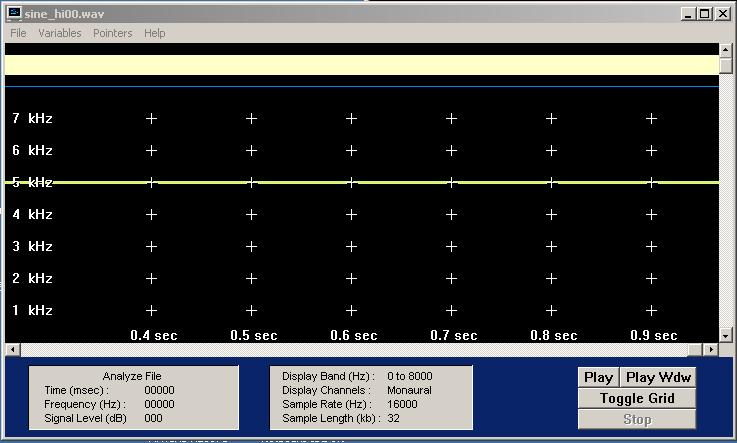 sine_hi00.wav
File Variables Pointers Help
7 kHz
6 kHz
5 kHz
4 kHz
3 kHz
2 kHz
1 kHz
0.4 sec 0.5 sec 0.6 sec 0.7 sec 0.8 sec 0.9 sec
Analyze File
Time (msec) : 00000
Frequency (Hz) : 00000
Signal Level (dB) 000
Display Band (Hz) : 0 to 8000
Display Channels : Monaural
Sample Rate (Hz) : 16000
Sample Length (kb) : 32
Play Play Wdw
Toggle Grid
Stop